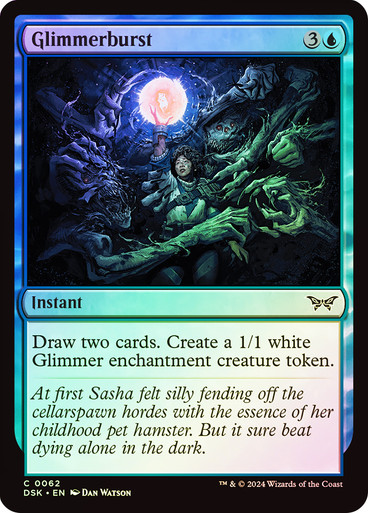 Glimmerburst 3
Instant
Draw two cards. Create a 1/1 white
Glimmer enchantment creature token.
At first Sasha felt silly fending off the
cellarspawn hordes with the essence of her
childhood pet hamster. But it sure beat
dying alone in the dark.
C 0062
DSK • EN Dan Watson
™ & © 2024 Wizards of the Coast